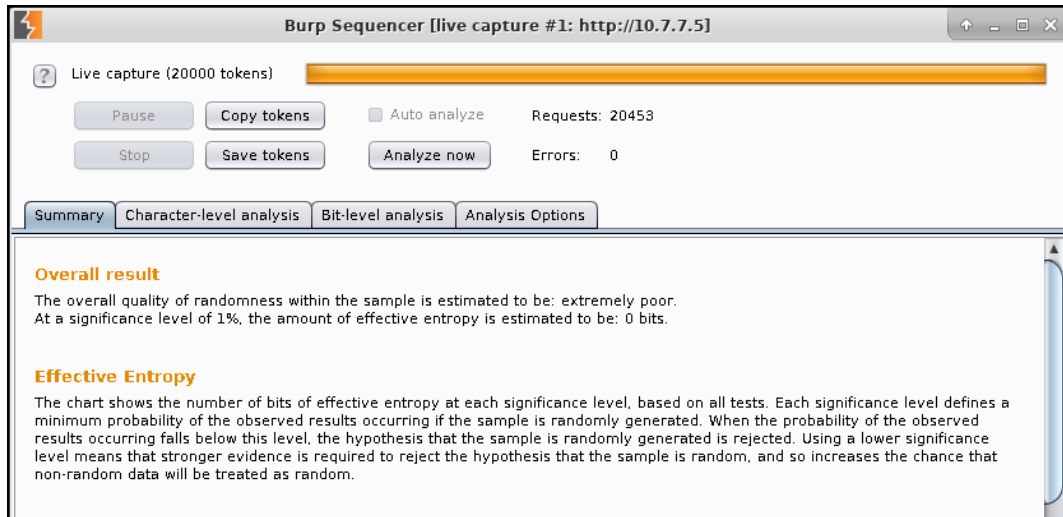 Burp Sequencer [live capture #1: http://10.7.7.5]
? Live capture (20000 tokens)
Pause Copy tokens Auto analyze Requests: 20453
Stop Save tokens Analyze now Errors: 0
Summary Character-level analysis Bit-level analysis Analysis Options
Overall result
The overall quality of randomness within the sample is estimated to be: extremely poor.
At a significance level of 1%, the amount of effective entropy is estimated to be: 0 bits.
Effective Entropy
The chart shows the number of bits of effective entropy at each significance level, based on all tests. Each significance level defines a
minimum probability of the observed results occurring if the sample is randomly generated. When the probability of the observed
results occurring falls below this level, the hypothesis that the sample is randomly generated is rejected. Using a lower significance
level means that stronger evidence is required to reject the hypothesis that the sample is random, and so increases the chance that
non-random data will be treated as random.